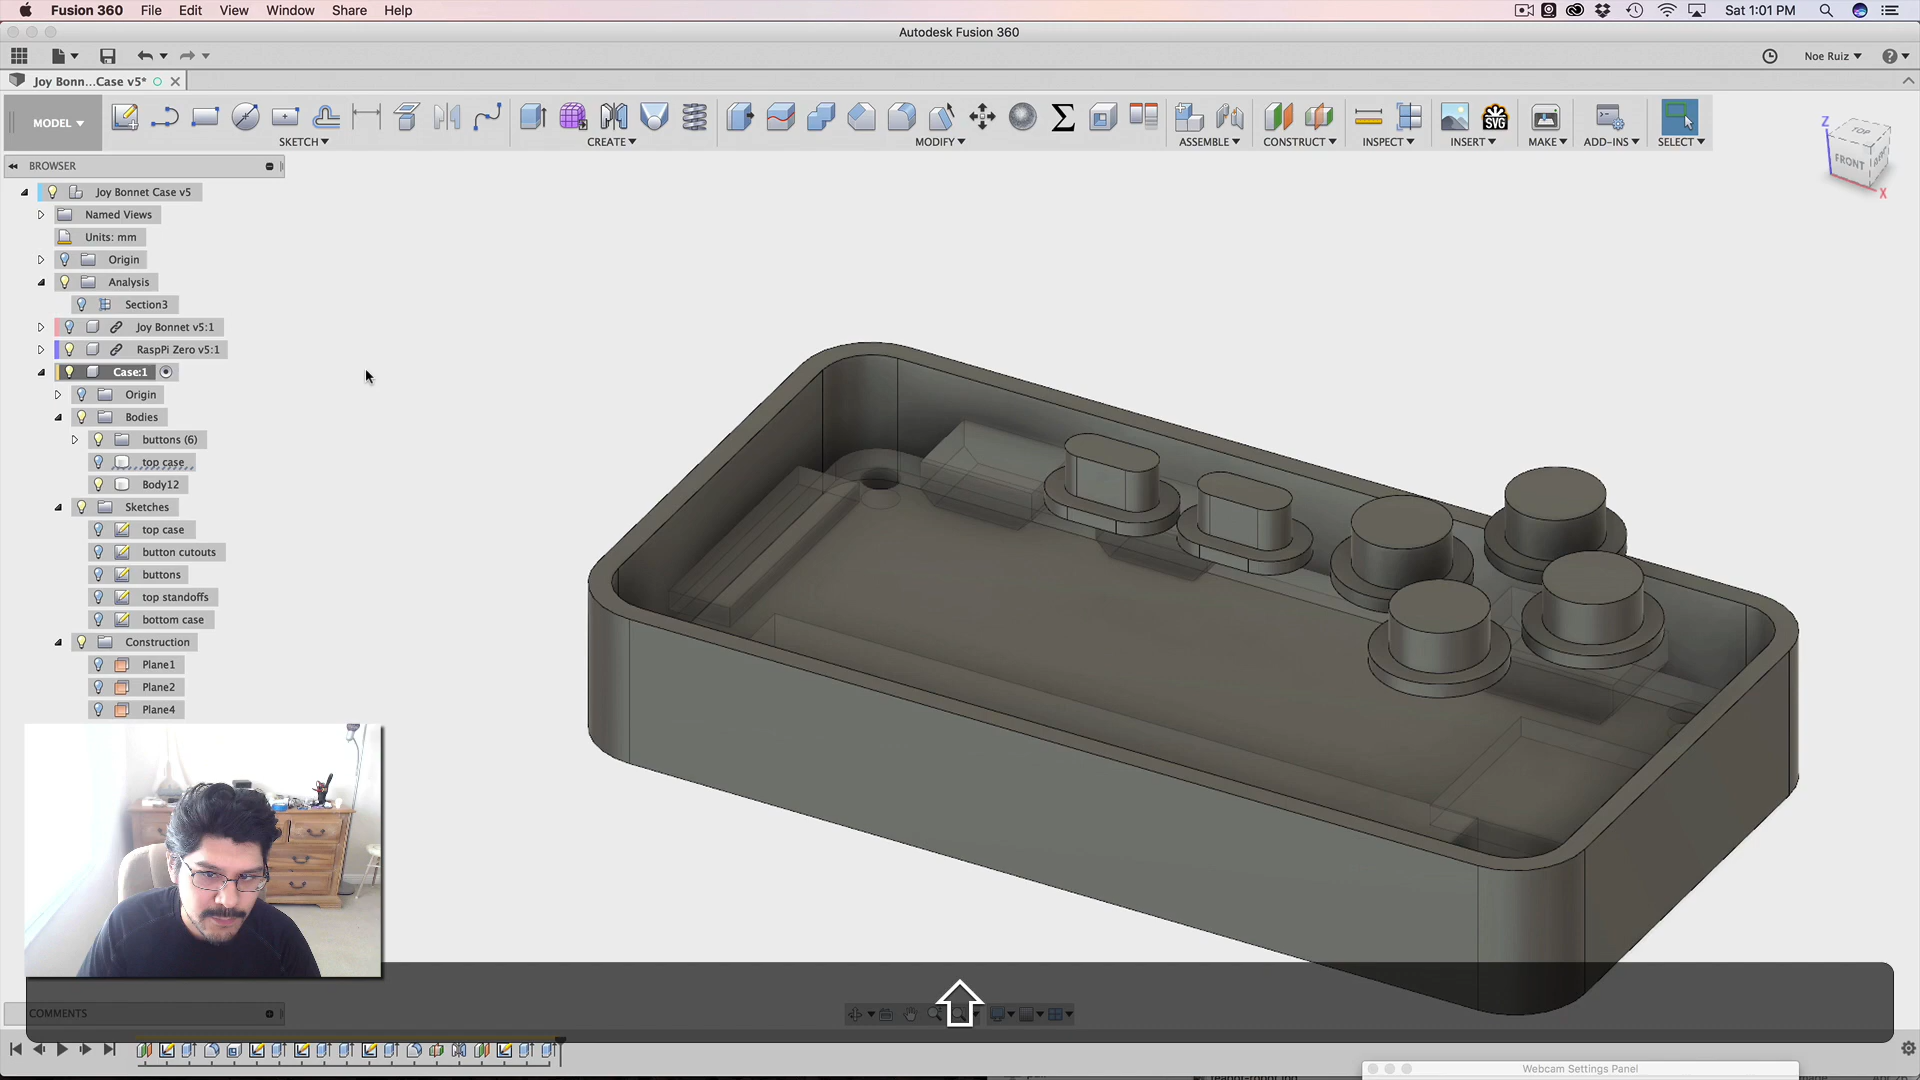 Fusion 360 File Edit View Window Share Help Sat 1:01 PM
Autodesk Fusion 360
Noe Ruiz
Joy Bonn...Case v5*
MODEL
SVG
SKETCH CREATE MODIFY ASSEMBLE CONSTRUCT INSPECT INSERT MAKE ADD-INS SELECT
Z TOP
FRONT
X
BROWSER
Joy Bonnet Case v5
Named Views
Units: mm
Origin
Analysis
Section3
Joy Bonnet v5:1
RaspPi Zero v5:1
Case:1
Origin
Bodies
buttons (6)
top case
Body12
Sketches
top case
button cutouts
buttons
top standoffs
bottom case
Construction
Plane1
Plane2
Plane4
COMMENTS
Webcam Settings Panel